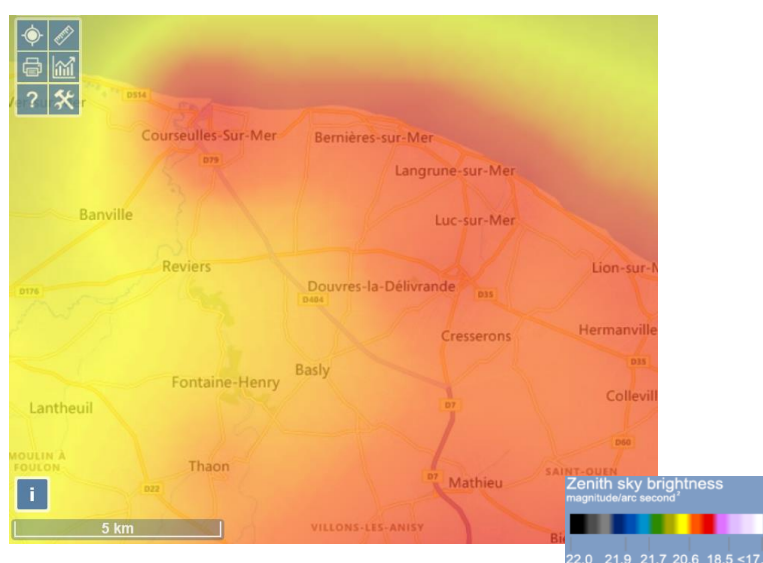 D514
Courseulles-Sur-Mer
Bernières-sur-Mer
D79
Langrune-sur-Mer
Banville
Luc-sur-Mer
Reviers
Lion-sur-M
D176
Douvres-la-Délivrande
D404
D35
Cresserons
Hermanville
Basly
D35
Fontaine-Henry
Lantheuil
Collevill
D7
D60
MOULIN À
FOULON
Thaon
SAINT-OUEN
D22
D7
Mathieu
i
5 km
VILLONS-LES-ANISY
?
Zenith sky brightness
magnitude/arc second²
22.0 21.9 21.7 20.6 18.5 <17